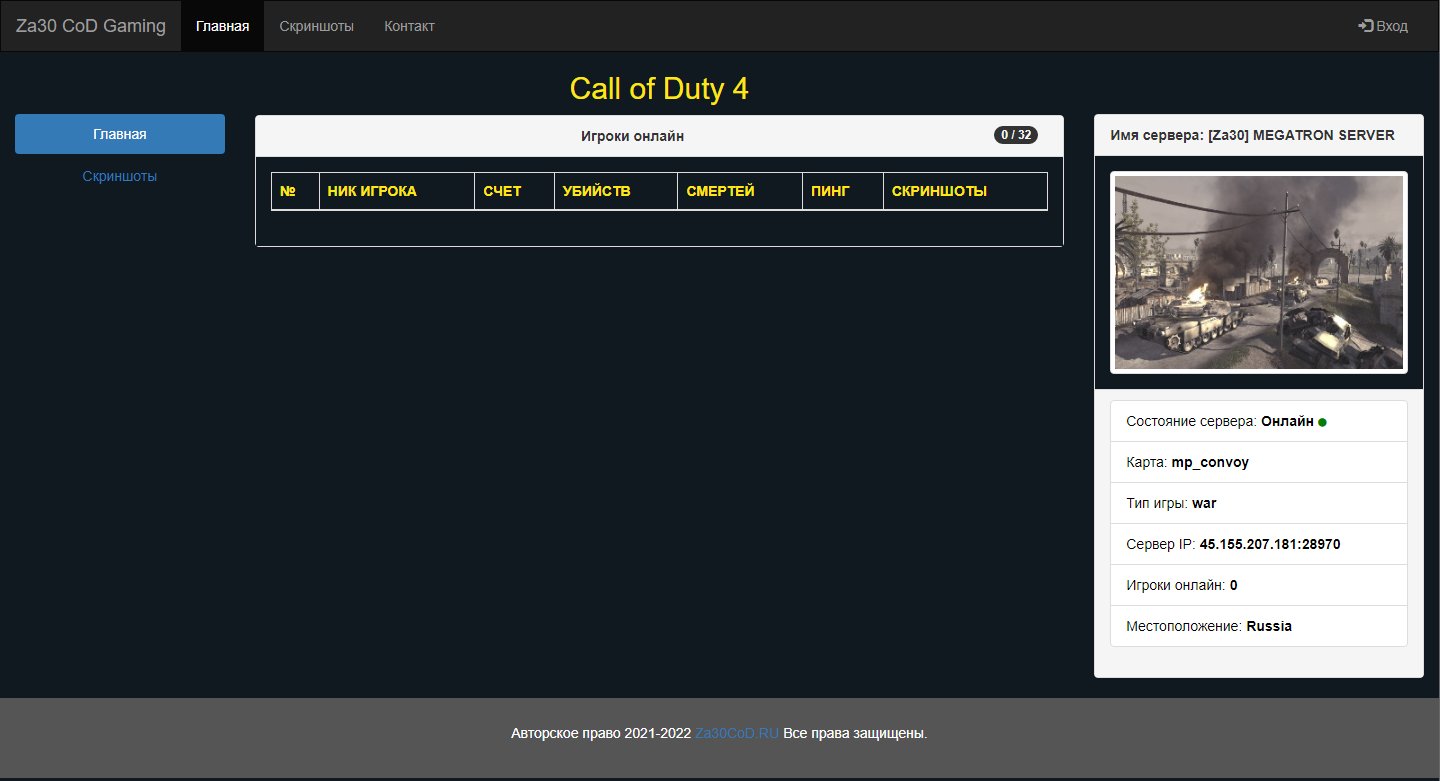 Za30 CoD Gaming
Главная
Скриншоты
Контакт
Вход
Call of Duty 4
Главная
Скриншоты
Игроки онлайн
0 / 32
№
НИК ИГРОКА
СЧЕТ
УБИЙСТВ
СМЕРТЕЙ
ПИНГ
СКРИНШОТЫ
Имя сервера: [Za30] MEGATRON SERVER
Состояние сервера: Онлайн
Карта: mp_convoy
Тип игры: war
Сервер IP: 45.155.207.181:28970
Игроки онлайн: 0
Местоположение: Russia
Авторское право 2021-2022 Za30CoD.RU Все права защищены.